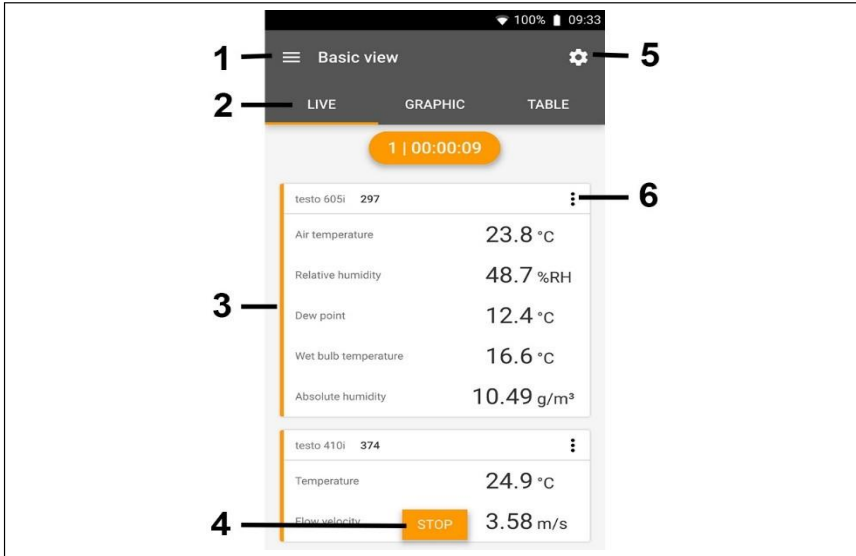 100% 09:33
1 Basic view 5
2 LIVE GRAPHIC TABLE
1 | 00:00:09
testo 605i 297 6
Air temperature 23.8 °C
Relative humidity 48.7 %RH
3 Dew point 12.4 °C
Wet bulb temperature 16.6 °C
Absolute humidity 10.49 g/m³
testo 410i 374
Temperature 24.9 °C
4 Flow velocity STOP 3.58 m/s